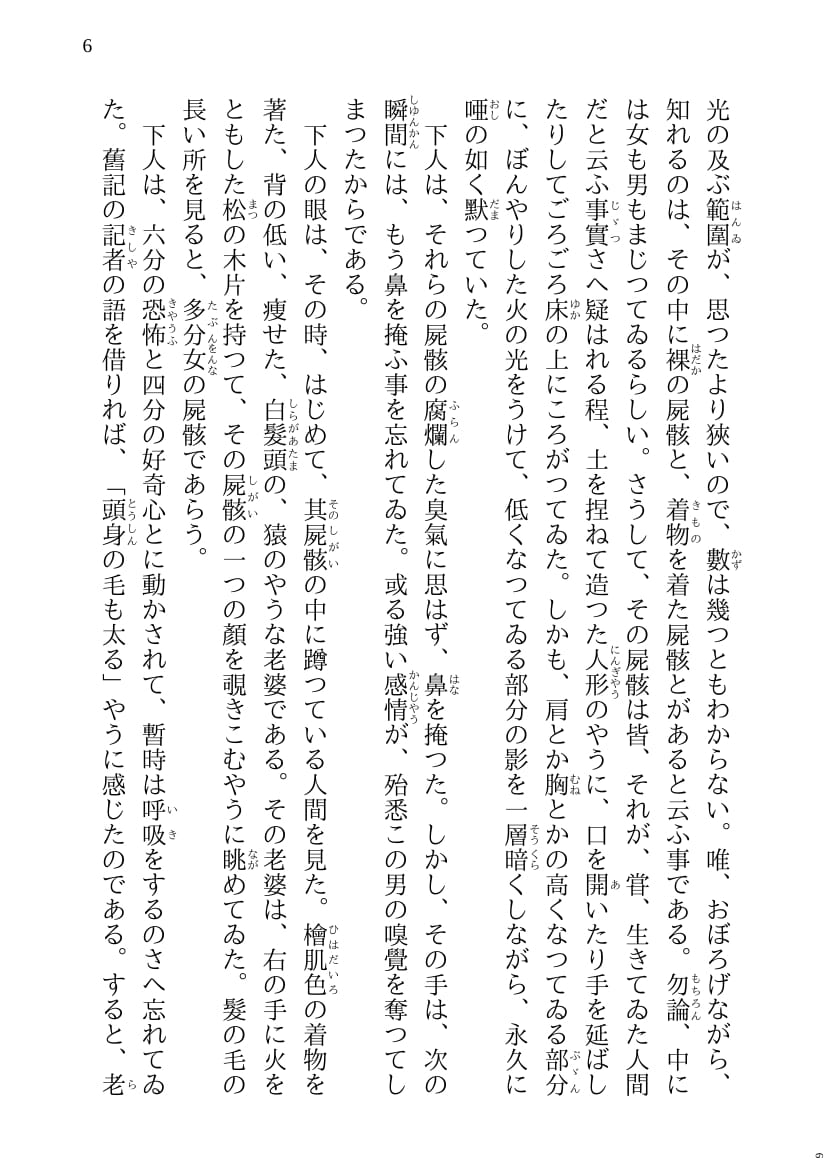 6
光の及ぶ範圍が、思つたより狹いので、數は幾つともわからない。唯、おぼろげながら、
知れるのは、その中に裸の屍骸と、着物を着た屍骸とがあると云ふ事である。勿論、中に
は女も男もまじつてゐるらしい。さうして、その屍骸は皆、それが、甞、生きてゐた人間
だと云ふ事實さへ疑はれる程、土を捏ねて造つた人形のやうに、口を開いたり手を延ばし
たりしてごろごろ床の上にころがつてゐた。しかも、肩とか胸とかの高くなつてゐる部分
に、ぼんやりした火の光をうけて、低くなつてゐる部分の影を一層暗くしながら、永久に
唖の如く默つていた。
下人は、それらの屍骸の腐爛した臭氣に思はず、鼻を掩つた。しかし、その手は、次の
瞬間には、もう鼻を掩ふ事を忘れてゐた。或る強い感情が、殆悉この男の嗅覺を奪つてし
まつたからである。
下人の眼は、その時、はじめて、其屍骸の中に蹲つている人間を見た。檜肌色の着物を
著た、背の低い、痩せた、白髮頭の、猿のやうな老婆である。その老婆は、右の手に火を
ともした松の木片を持つて、その屍骸の一つの顏を覗きこむやうに眺めてゐた。髮の毛の
長い所を見ると、多分女の屍骸であらう。
下人は、六分の恐怖と四分の好奇心とに動かされて、暫時は呼吸をするのさへ忘れてゐ
た。舊記の記者の語を借りれば、「頭身の毛も太る」やうに感じたのである。すると、老